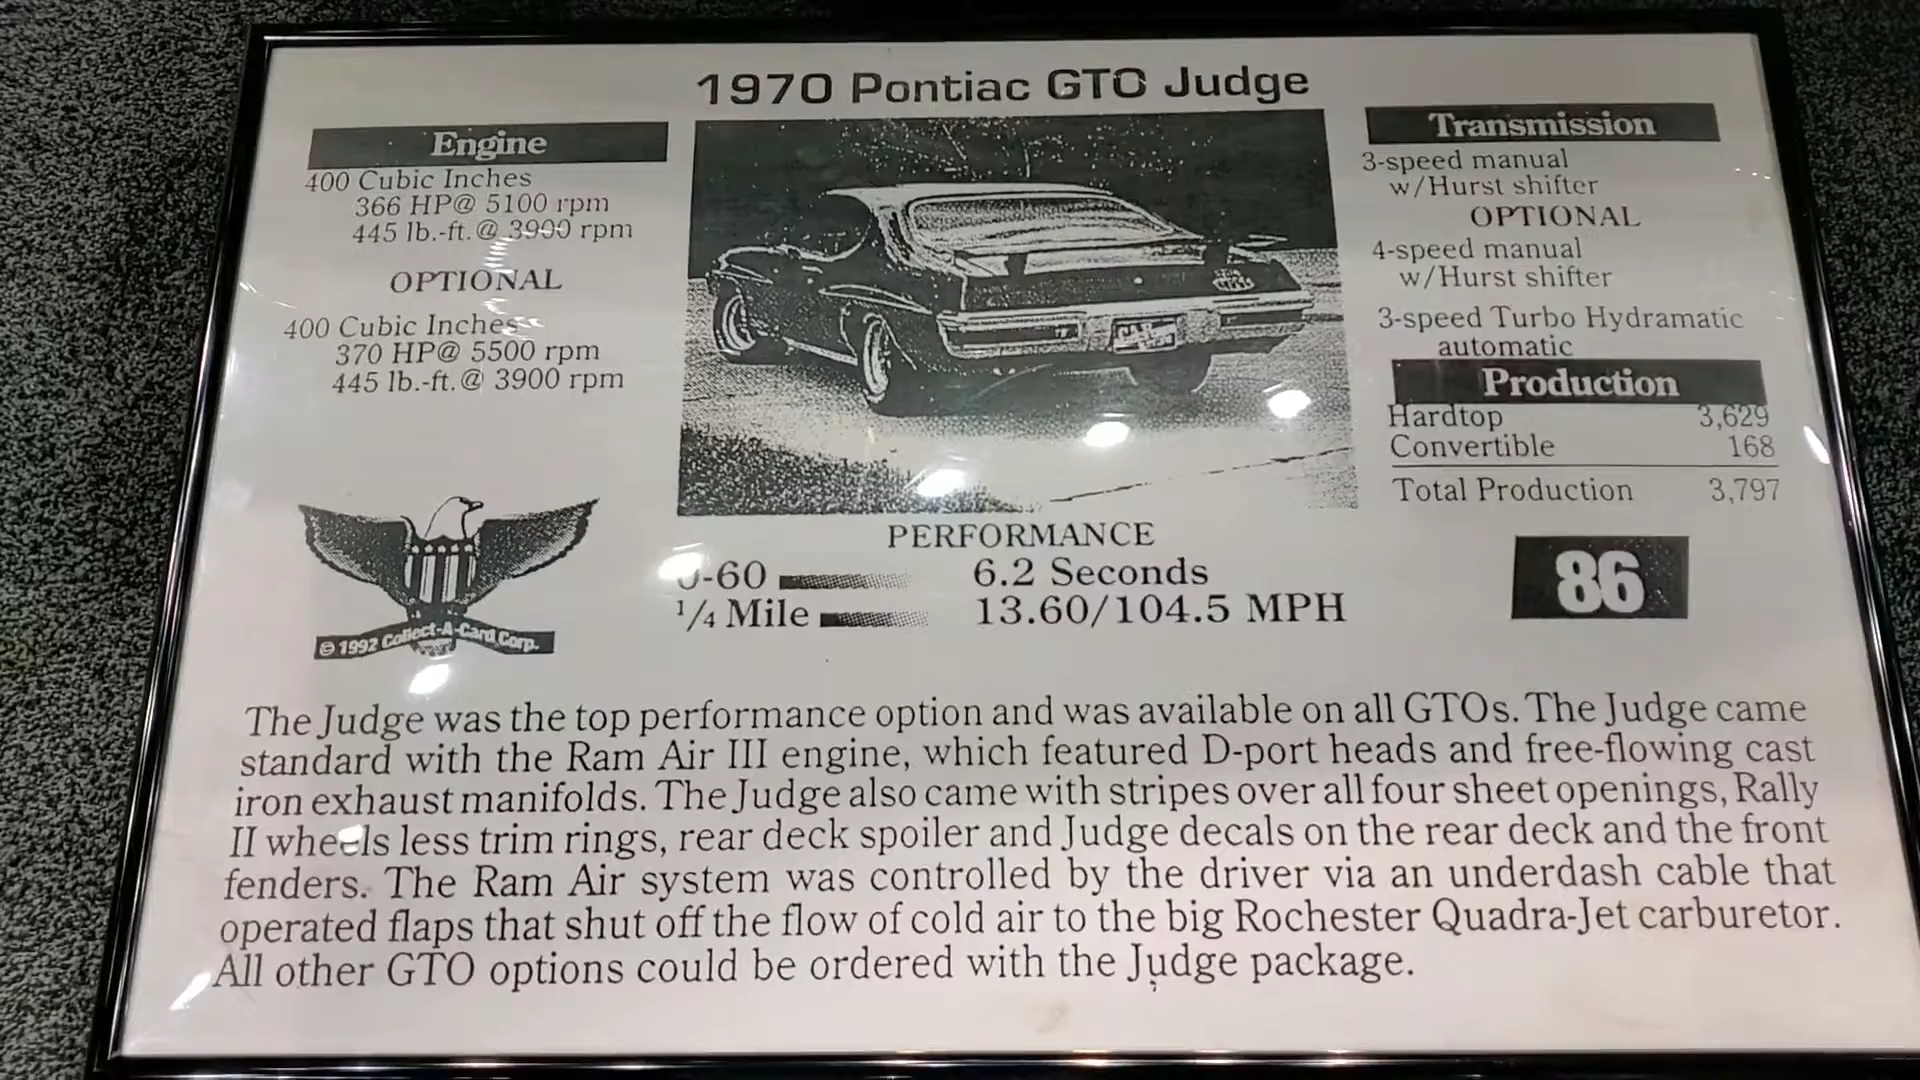 1970 Pontiac GTO Judge
Engine
400 Cubic Inches
366 HP@ 5100 rpm
445 lb.-ft.@ 3900 rpm
OPTIONAL
400 Cubic Inches
370 HP@ 5500 rpm
445 lb.-ft.@ 3900 rpm
Transmission
3-speed manual
w/Hurst shifter
OPTIONAL
4-speed manual
w/Hurst shifter
3-speed Turbo Hydramatic
automatic
Production
Hardtop 3,629
Convertible 168
Total Production 3,797
86
© 1992 Collect-A-Card Corp.
PERFORMANCE
0-60 6.2 Seconds
1/4 Mile 13.60/104.5 MPH
The Judge was the top performance option and was available on all GTOs. The Judge came
standard with the Ram Air III engine, which featured D-port heads and free-flowing cast
iron exhaust manifolds. The Judge also came with stripes over all four sheet openings, Rally
II wheels less trim rings, rear deck spoiler and Judge decals on the rear deck and the front
fenders. The Ram Air system was controlled by the driver via an underdash cable that
operated flaps that shut off the flow of cold air to the big Rochester Quadra-Jet carburetor.
All other GTO options could be ordered with the Judge package.